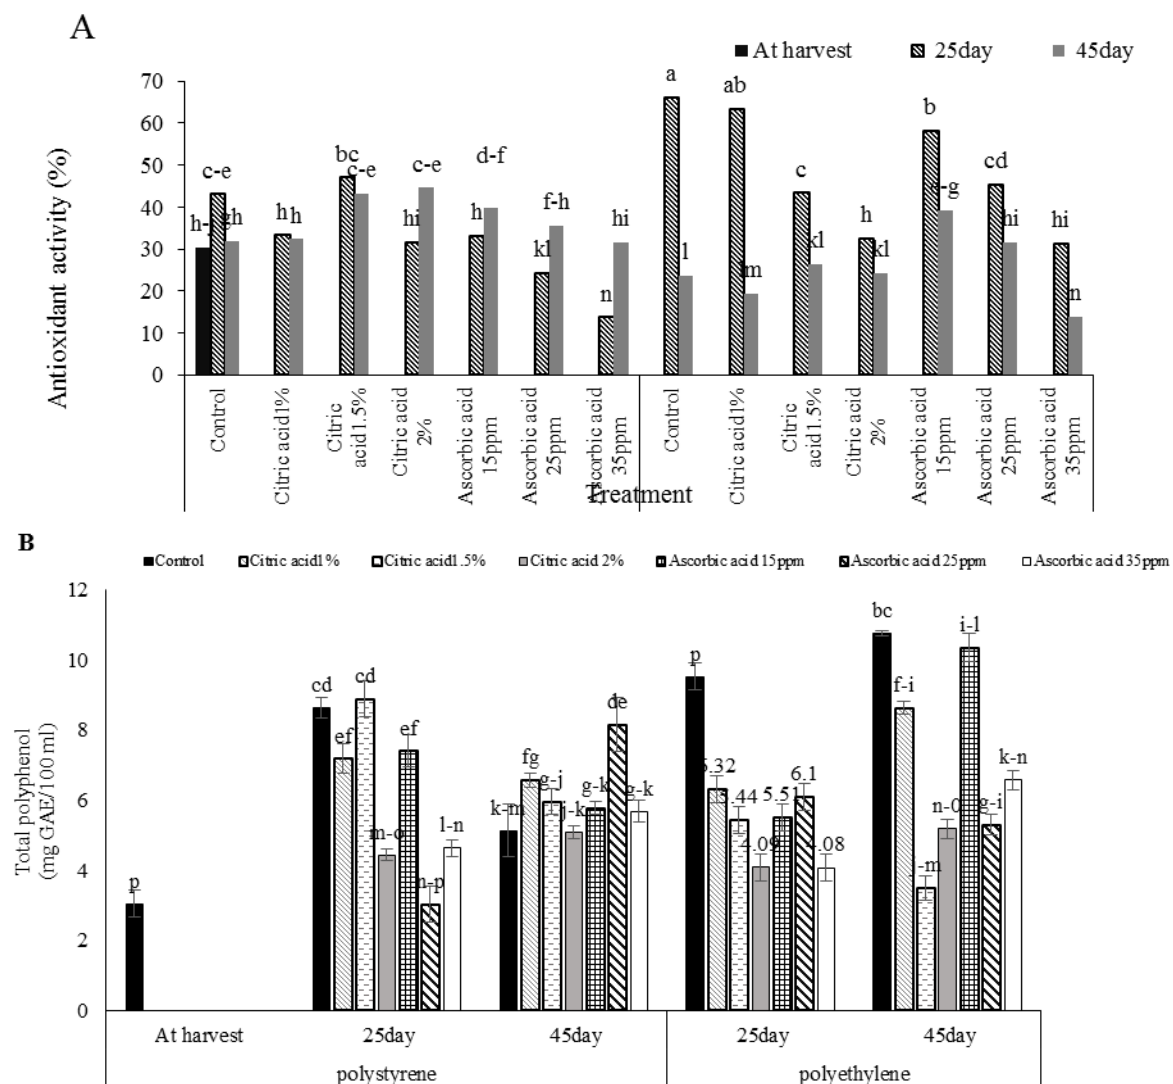 A
At harvest 25day 45day
Antioxidant activity (%)
70
60
50
40
30
20
10
0
c-e
gh
h
h
bc
c-e
hi
c-e
h
d-f
kl
f-h
n
hi
a
l
ab
lm
c
kl
h
kl
b
e-g
cd
hi
hi
n
Control
Citric acid1%
Citric acid1.5%
Citric acid 2%
Ascorbic acid 15ppm
Ascorbic acid 25ppm
Ascorbic acid 35ppm
Control
Citric acid1%
Citric acid1.5%
Citric acid 2%
Ascorbic acid 15ppm
Ascorbic acid 25ppm
Ascorbic acid 35ppm
Treatment
B
Control Citric acid1% Citric acid1.5% Citric acid 2% Ascorbic acid 15ppm Ascorbic acid 25ppm Ascorbic acid 35ppm
Total polyphenol
(mg GAE/100 ml)
12
10
8
6
4
2
0
p
cd
ef
cd
m-o
ef
n-p
l-n
k-m
fg
g-j
j-k
g-k
de
g-k
p
5.44
4.09
5.51
6.1
4.08
bc
f-i
n-0
i-l
g-i
k-n
At harvest 25day 45day 25day 45day
polystyrene polyethylene